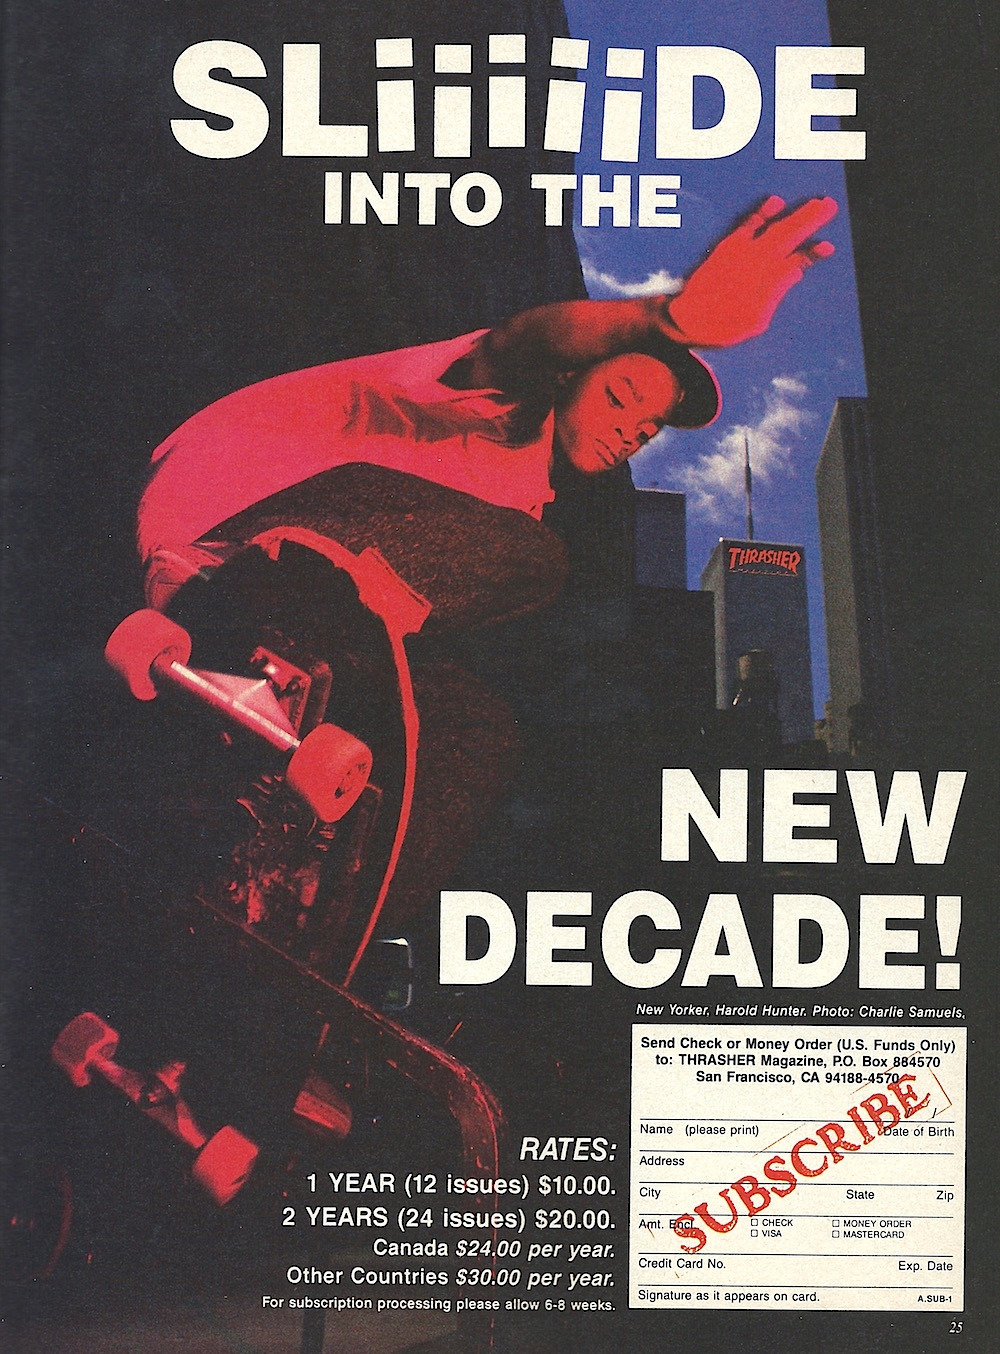 SLiiiiiDE
INTO THE
THRASHER
NEW
DECADE!
New Yorker, Harold Hunter. Photo: Charlie Samuels.
Send Check or Money Order (U.S. Funds Only)
to: THRASHER Magazine, P.O. Box 884570
San Francisco, CA 94188-4570
/ /
Name (please print) Date of Birth
Address
City State Zip
Amt. Encl. ☐ CHECK ☐ MONEY ORDER
☐ VISA ☐ MASTERCARD
Credit Card No. Exp. Date
Signature as it appears on card. A.SUB-1
SUBSCRIBE
RATES:
1 YEAR (12 issues) $10.00.
2 YEARS (24 issues) $20.00.
Canada $24.00 per year.
Other Countries $30.00 per year.
For subscription processing please allow 6-8 weeks.
25